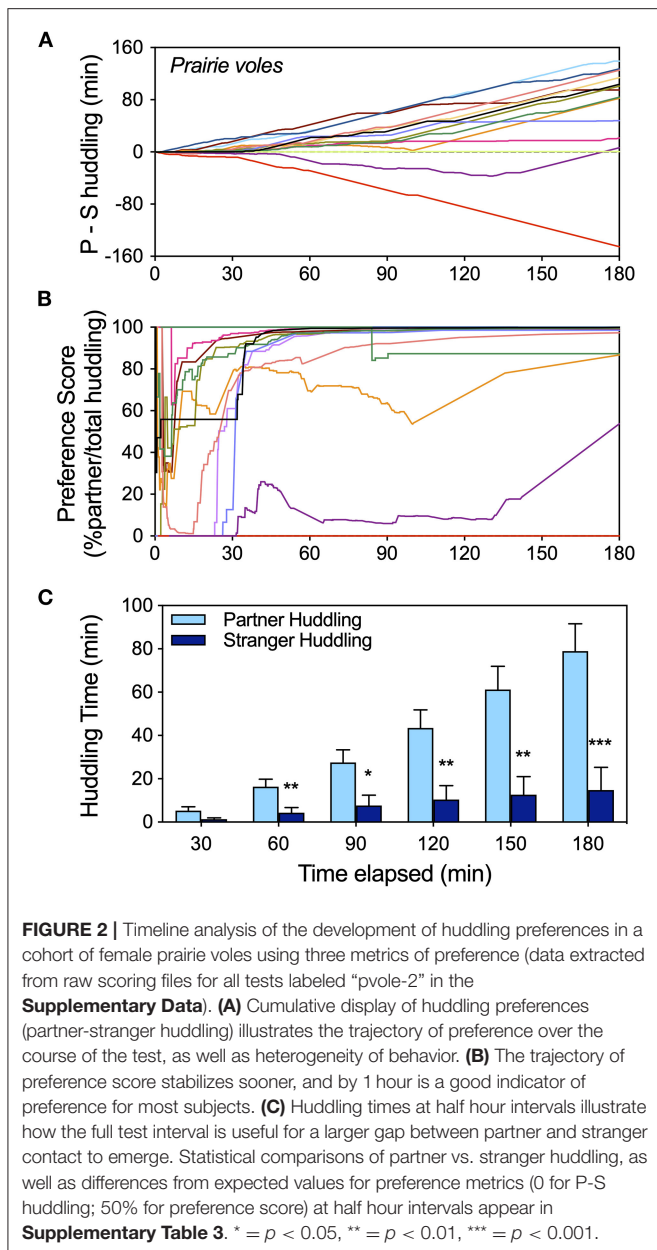 A
Prairie voles
P - S huddling (min)
160
80
0
-80
-160
0 30 60 90 120 150 180
B
Preference Score
(%partner/total huddling)
100
80
60
40
20
0
0 30 60 90 120 150 180
C
Huddling Time (min)
100
80
60
40
20
0
Partner Huddling
Stranger Huddling
** * ** ** ***
30 60 90 120 150 180
Time elapsed (min)
FIGURE 2 | Timeline analysis of the development of huddling preferences in a
cohort of female prairie voles using three metrics of preference (data extracted
from raw scoring files for all tests labeled “pvole-2” in the
Supplementary Data). (A) Cumulative display of huddling preferences
(partner-stranger huddling) illustrates the trajectory of preference over the
course of the test, as well as heterogeneity of behavior. (B) The trajectory of
preference score stabilizes sooner, and by 1 hour is a good indicator of
preference for most subjects. (C) Huddling times at half hour intervals illustrate
how the full test interval is useful for a larger gap between partner and stranger
contact to emerge. Statistical comparisons of partner vs. stranger huddling, as
well as differences from expected values for preference metrics (0 for P-S
huddling; 50% for preference score) at half hour intervals appear in
Supplementary Table 3. * = p < 0.05, ** = p < 0.01, *** = p < 0.001.